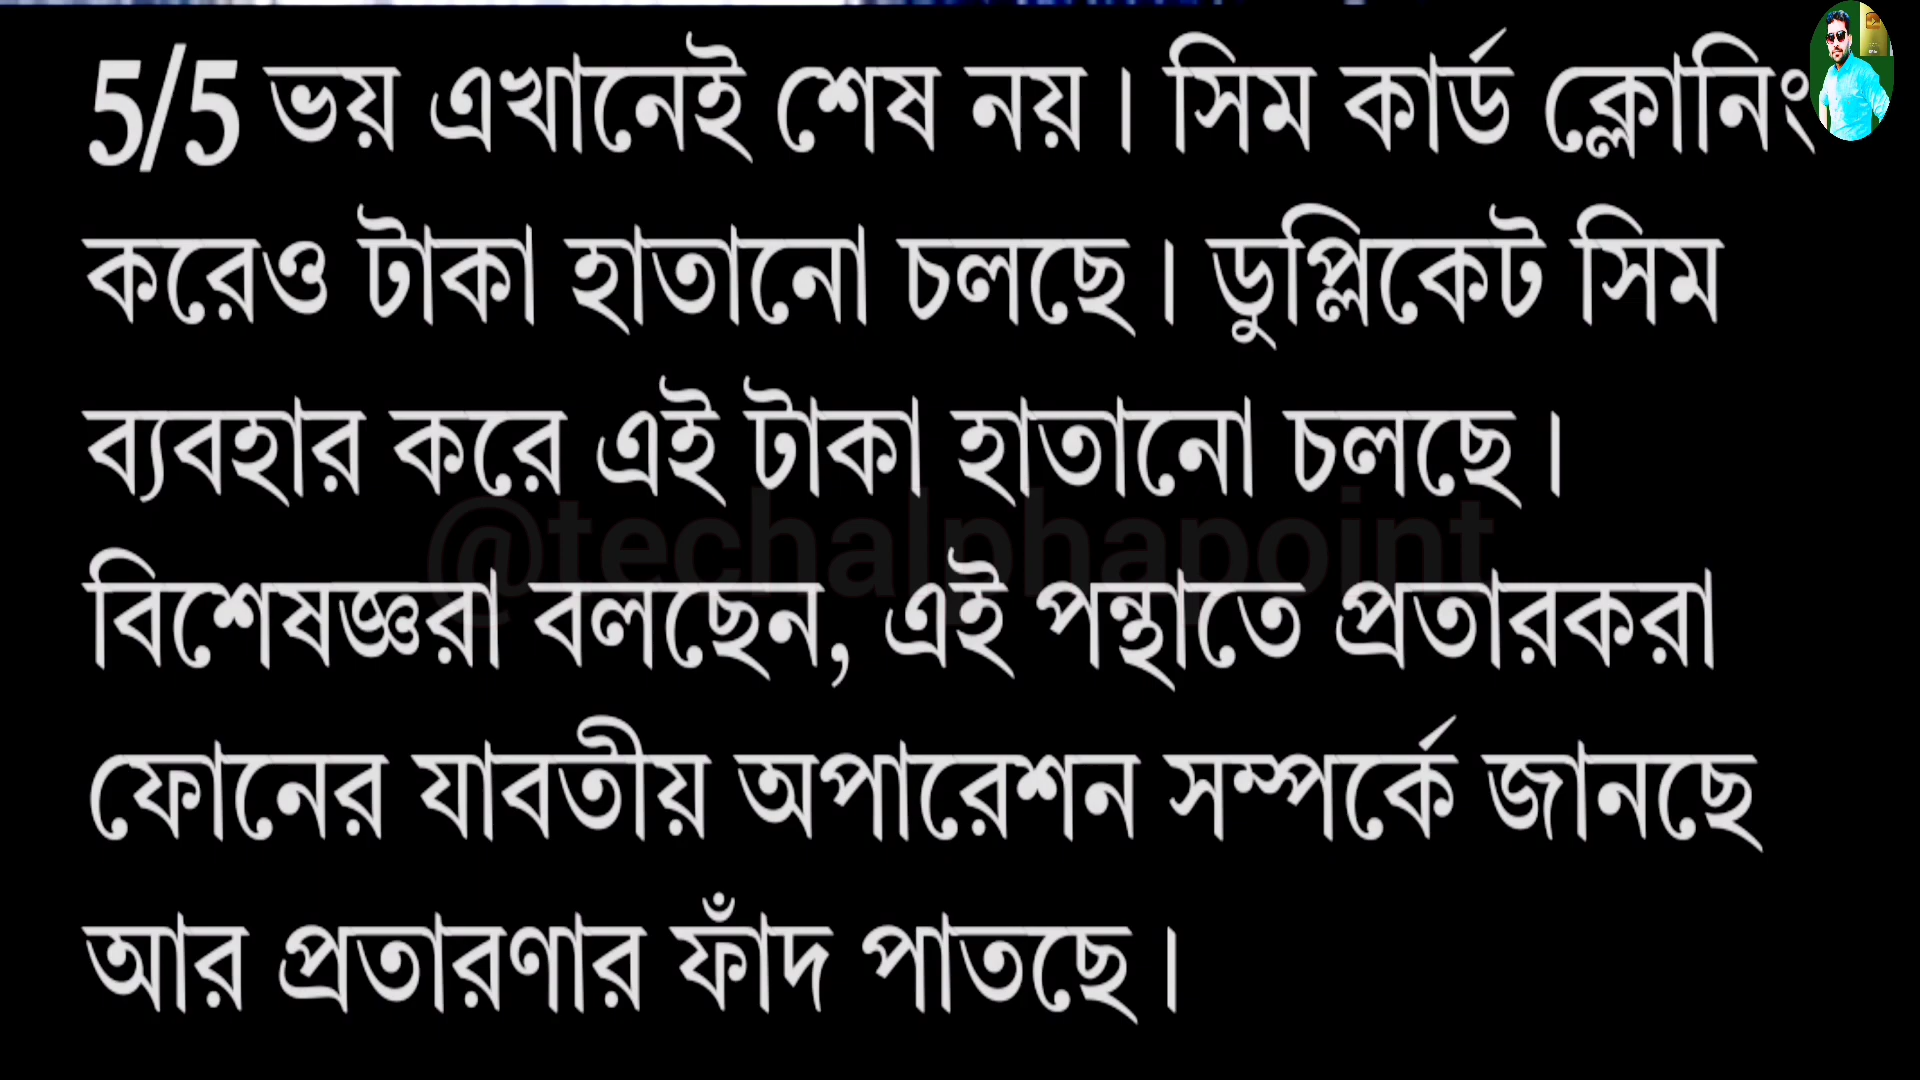 5/5 ভয় এখানেই শেষ নয়। সিম কার্ড ক্লোনিং
করেও টাকা হাতানো চলছে। ডুপ্লিকেট সিম
ব্যবহার করে এই টাকা হাতানো চলছে।
@techalphapoint
বিশেষজ্ঞরা বলছেন, এই পন্থাতে প্রতারকরা
ফোনের যাবতীয় অপারেশন সম্পর্কে জানছে
আর প্রতারণার ফাঁদ পাতছে।